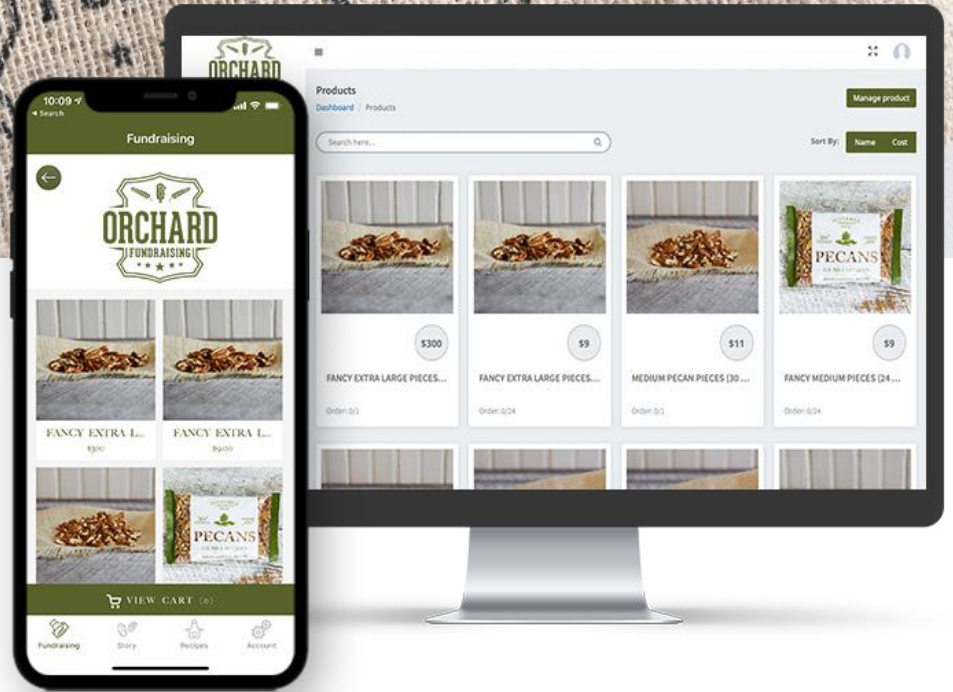 10:09
Search
Fundraising
ORCHARD
FUNDRAISING
FANCY EXTRA L...
$300
FANCY EXTRA L...
$9.00
PECANS
VIEW CART (0)
Fundraising
Story
Recipes
Account
ORCHARD
Products
Dashboard / Products
Manage product
Search here...
Sort By: Name Cost
$300
FANCY EXTRA LARGE PIECES...
Order: 0/1
$9
FANCY EXTRA LARGE PIECES...
Order: 0/24
$11
MEDIUM PECAN PIECES (30 ...
Order: 0/1
PECANS
$9
FANCY MEDIUM PIECES (24 ...
Order: 0/24